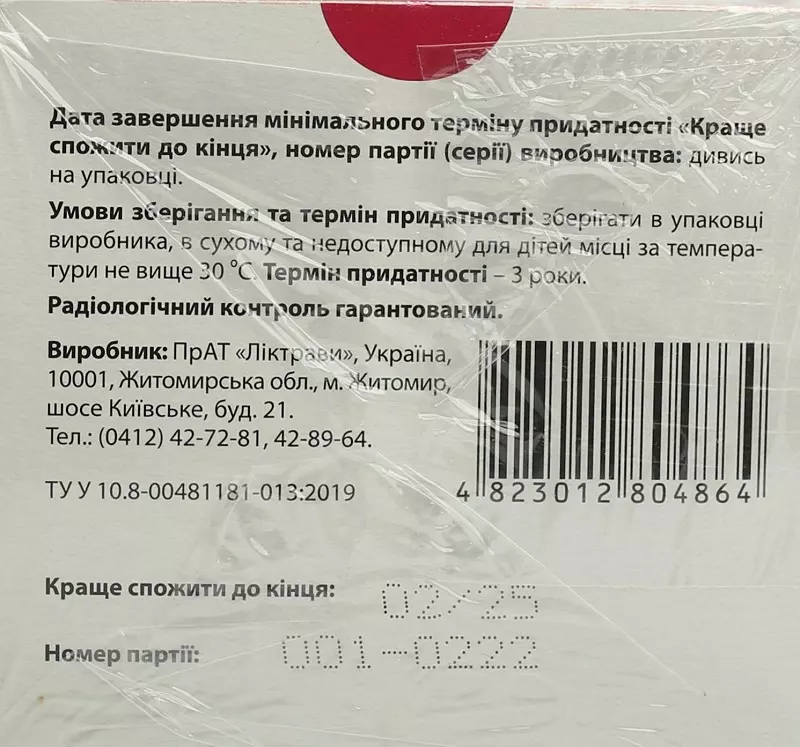 Дата завершення мінімального терміну придатності «Краще
спожити до кінця», номер партії (серії) виробництва: дивись
на упаковці.
Умови зберігання та термін придатності: зберігати в упаковці
виробника, в сухому та недоступному для дітей місці за темпера-
тури не вище 30 °С. Термін придатності – 3 роки.
Радіологічний контроль гарантований.
Виробник: ПрАТ «Ліктрави», Україна,
10001, Житомирська обл., м. Житомир,
шосе Київське, буд. 21.
Тел.: (0412) 42-72-81, 42-89-64.
ТУ У 10.8-00481181-013:2019
4 823012 804864
Краще спожити до кінця: 02/25
Номер партії: 001-0222